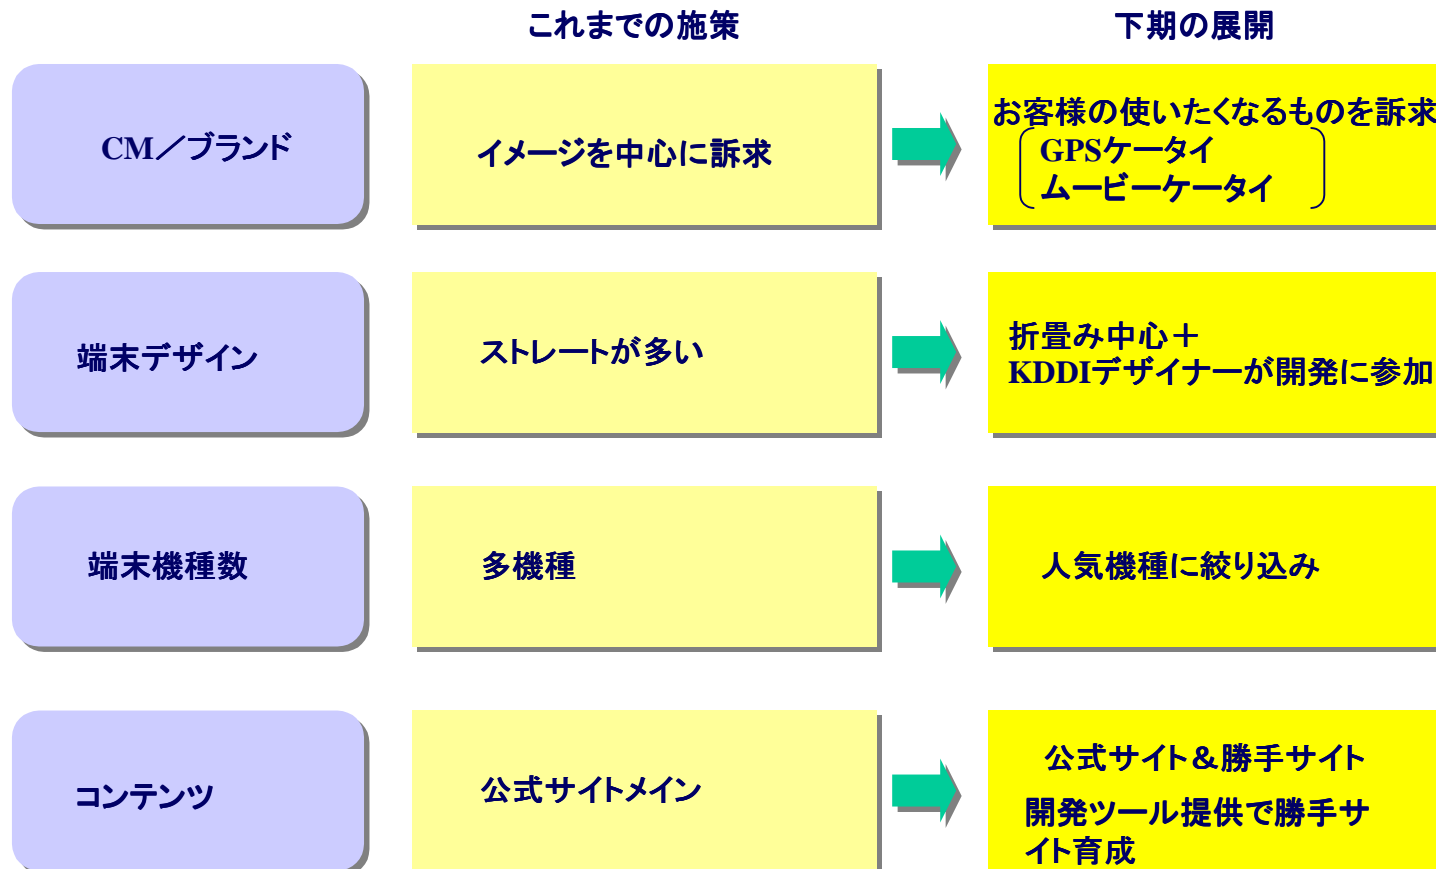 これまでの施策
下期の展開
CM／ブランド
イメージを中心に訴求
お客様の使いたくなるものを訴求
GPSケータイ
ムービーケータイ
端末デザイン
ストレートが多い
折畳み中心＋
KDDIデザイナーが開発に参加
端末機種数
多機種
人気機種に絞り込み
コンテンツ
公式サイトメイン
公式サイト＆勝手サイト
開発ツール提供で勝手サ
イト育成